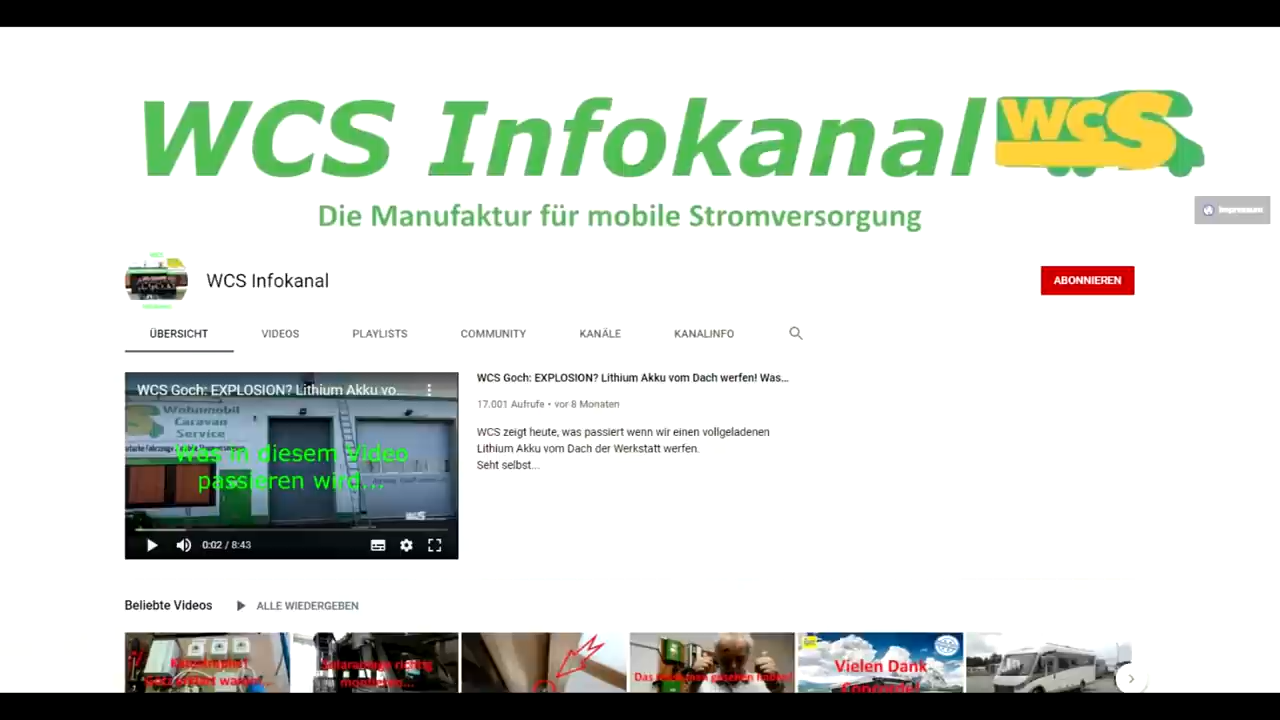 WCS Infokanal
WCS
Die Manufaktur für mobile Stromversorgung
Impressum
WCS Infokanal
ABONNIEREN
ÜBERSICHT
VIDEOS
PLAYLISTS
COMMUNITY
KANÄLE
KANALINFO
WCS Goch: EXPLOSION? Lithium Akku vo...
Wohnmobil
Caravan
Service
Was in diesem Video
passieren wird...
WCS
0:02 / 8:43
WCS Goch: EXPLOSION? Lithium Akku vom Dach werfen! Was...
17.001 Aufrufe • vor 8 Monaten
WCS zeigt heute, was passiert wenn wir einen vollgeladenen
Lithium Akku vom Dach der Werkstatt werfen.
Seht selbst...
Beliebte Videos
ALLE WIEDERGEBEN
Vielen Dank